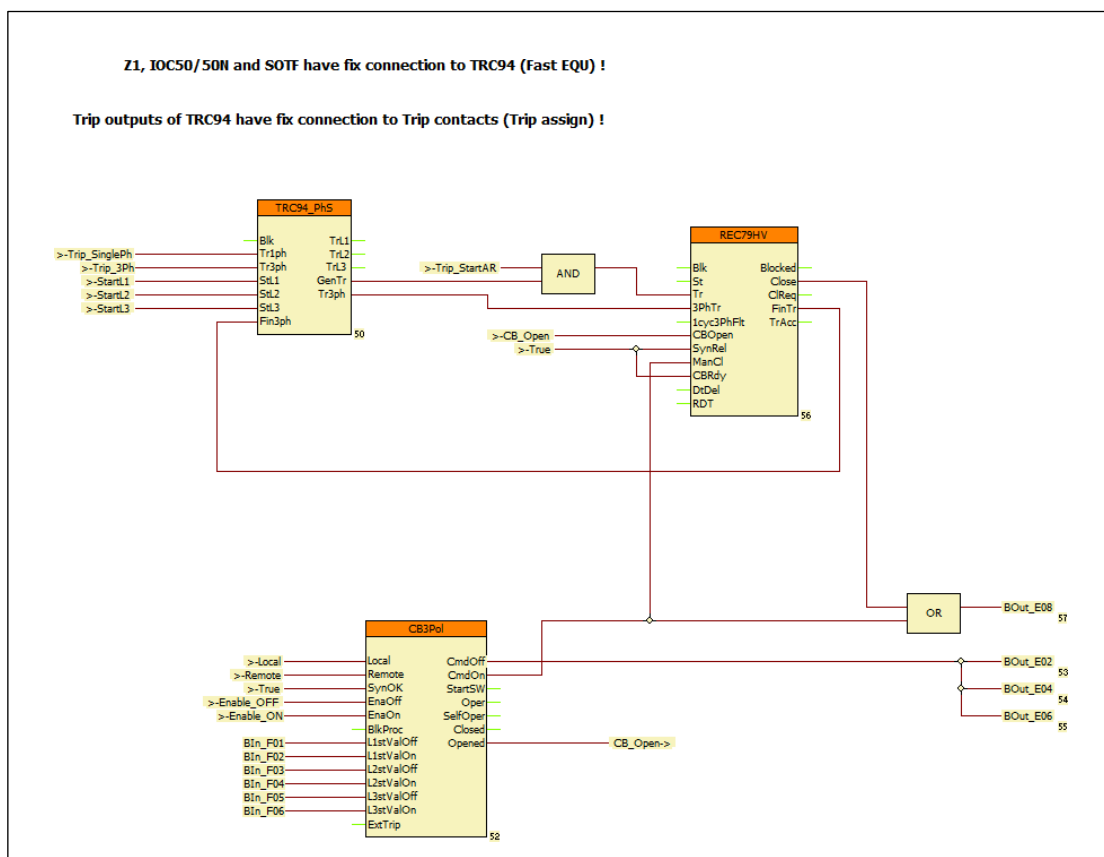 Z1, IOC50/50N and SOTF have fix connection to TRC94 (Fast EQU) !
Trip outputs of TRC94 have fix connection to Trip contacts (Trip assign) !
TRC94_PhS
Blk TrL1
>-Trip_SinglePh Tr1ph TrL2
>-Trip_3Ph Tr3ph TrL3
>-StartL1 StL1 GenTr
>-StartL2 StL2 Tr3ph
>-StartL3 StL3
Fin3ph
50
>-Trip_StartAR
AND
REC79HV
Blk Blocked
St Close
Tr ClReq
3PhTr FinTr
1cyc3PhFlt TrAcc
>-CB_Open CBOpen
>-True SynRel
ManCl
CBRdy
DtDel
RDT
56
OR
BOut_E08
57
CB3Pol
>-Local Local CmdOff
>-Remote Remote CmdOn
>-True SynOK StartSW
>-Enable_OFF EnaOff Oper
>-Enable_ON EnaOn SelfOper
BlkProc Closed
BIn_F01 L1stValOff Opened
BIn_F02 L1stValOn
BIn_F03 L2stValOff
BIn_F04 L2stValOn
BIn_F05 L3stValOff
BIn_F06 L3stValOn
ExtTrip
52
CB_Open->
BOut_E02
53
BOut_E04
54
BOut_E06
55